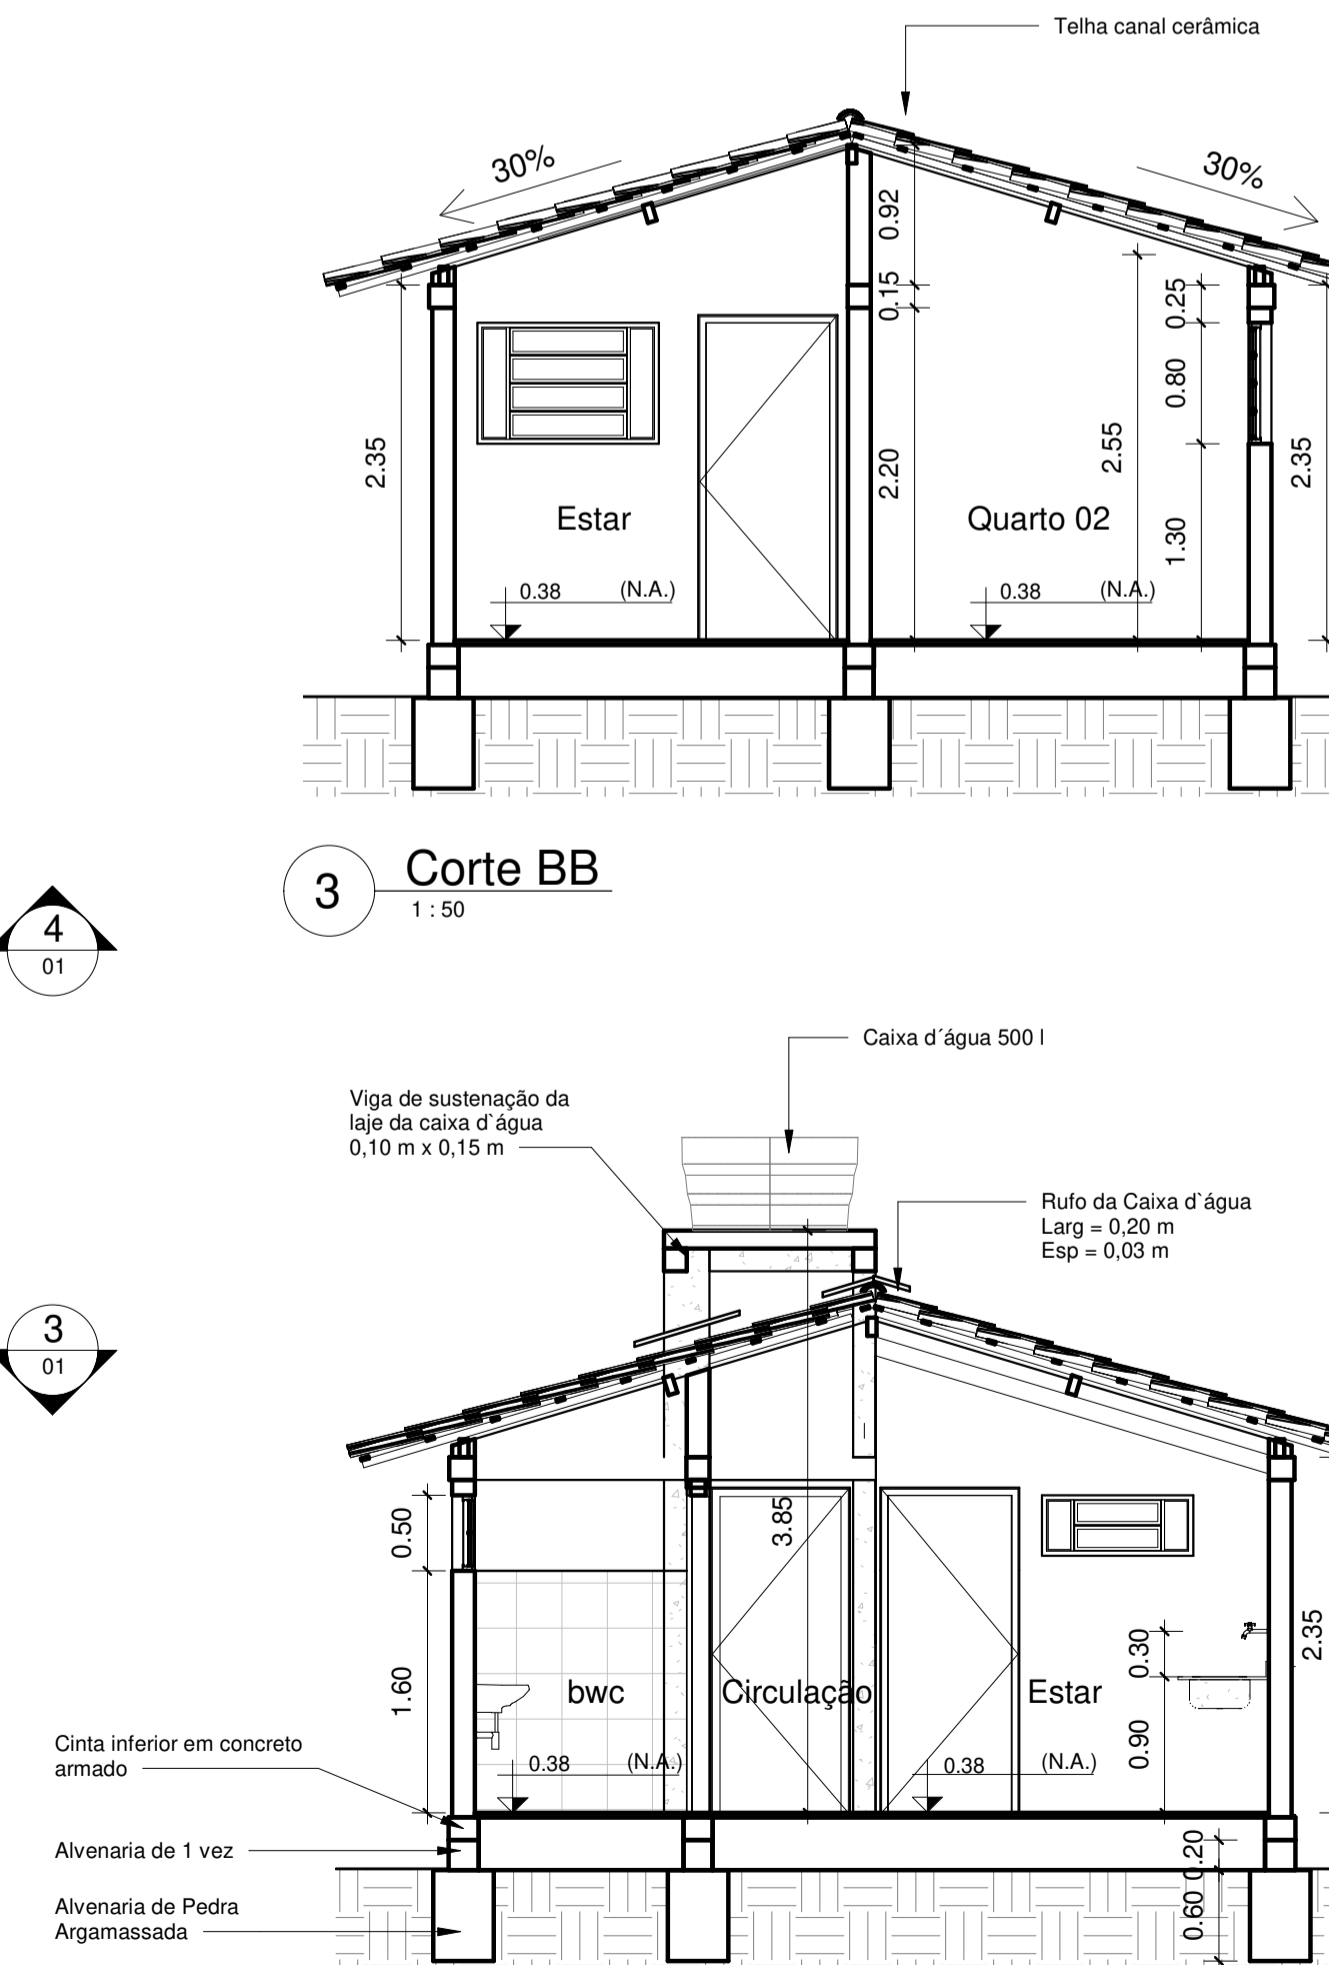 Telha canal cerâmica
30%
30%
0.92
0.15
0.25
0.80
2.35
2.20
2.55
2.35
1.30
Estar
Quarto 02
0.38 (N.A.)
0.38 (N.A.)
3
Corte BB
1 : 50
4
01
Caixa d´água 500 l
Viga de sustenação da
laje da caixa d`água
0,10 m x 0,15 m
Rufo da Caixa d`água
Larg = 0,20 m
Esp = 0,03 m
3
01
0.50
3.85
1.60
0.30
2.35
bwc
Circulação
Estar
0.90
0.38 (N.A.)
0.38 (N.A.)
Cinta inferior em concreto
armado
Alvenaria de 1 vez
0.20
Alvenaria de Pedra
Argamassada
0.60